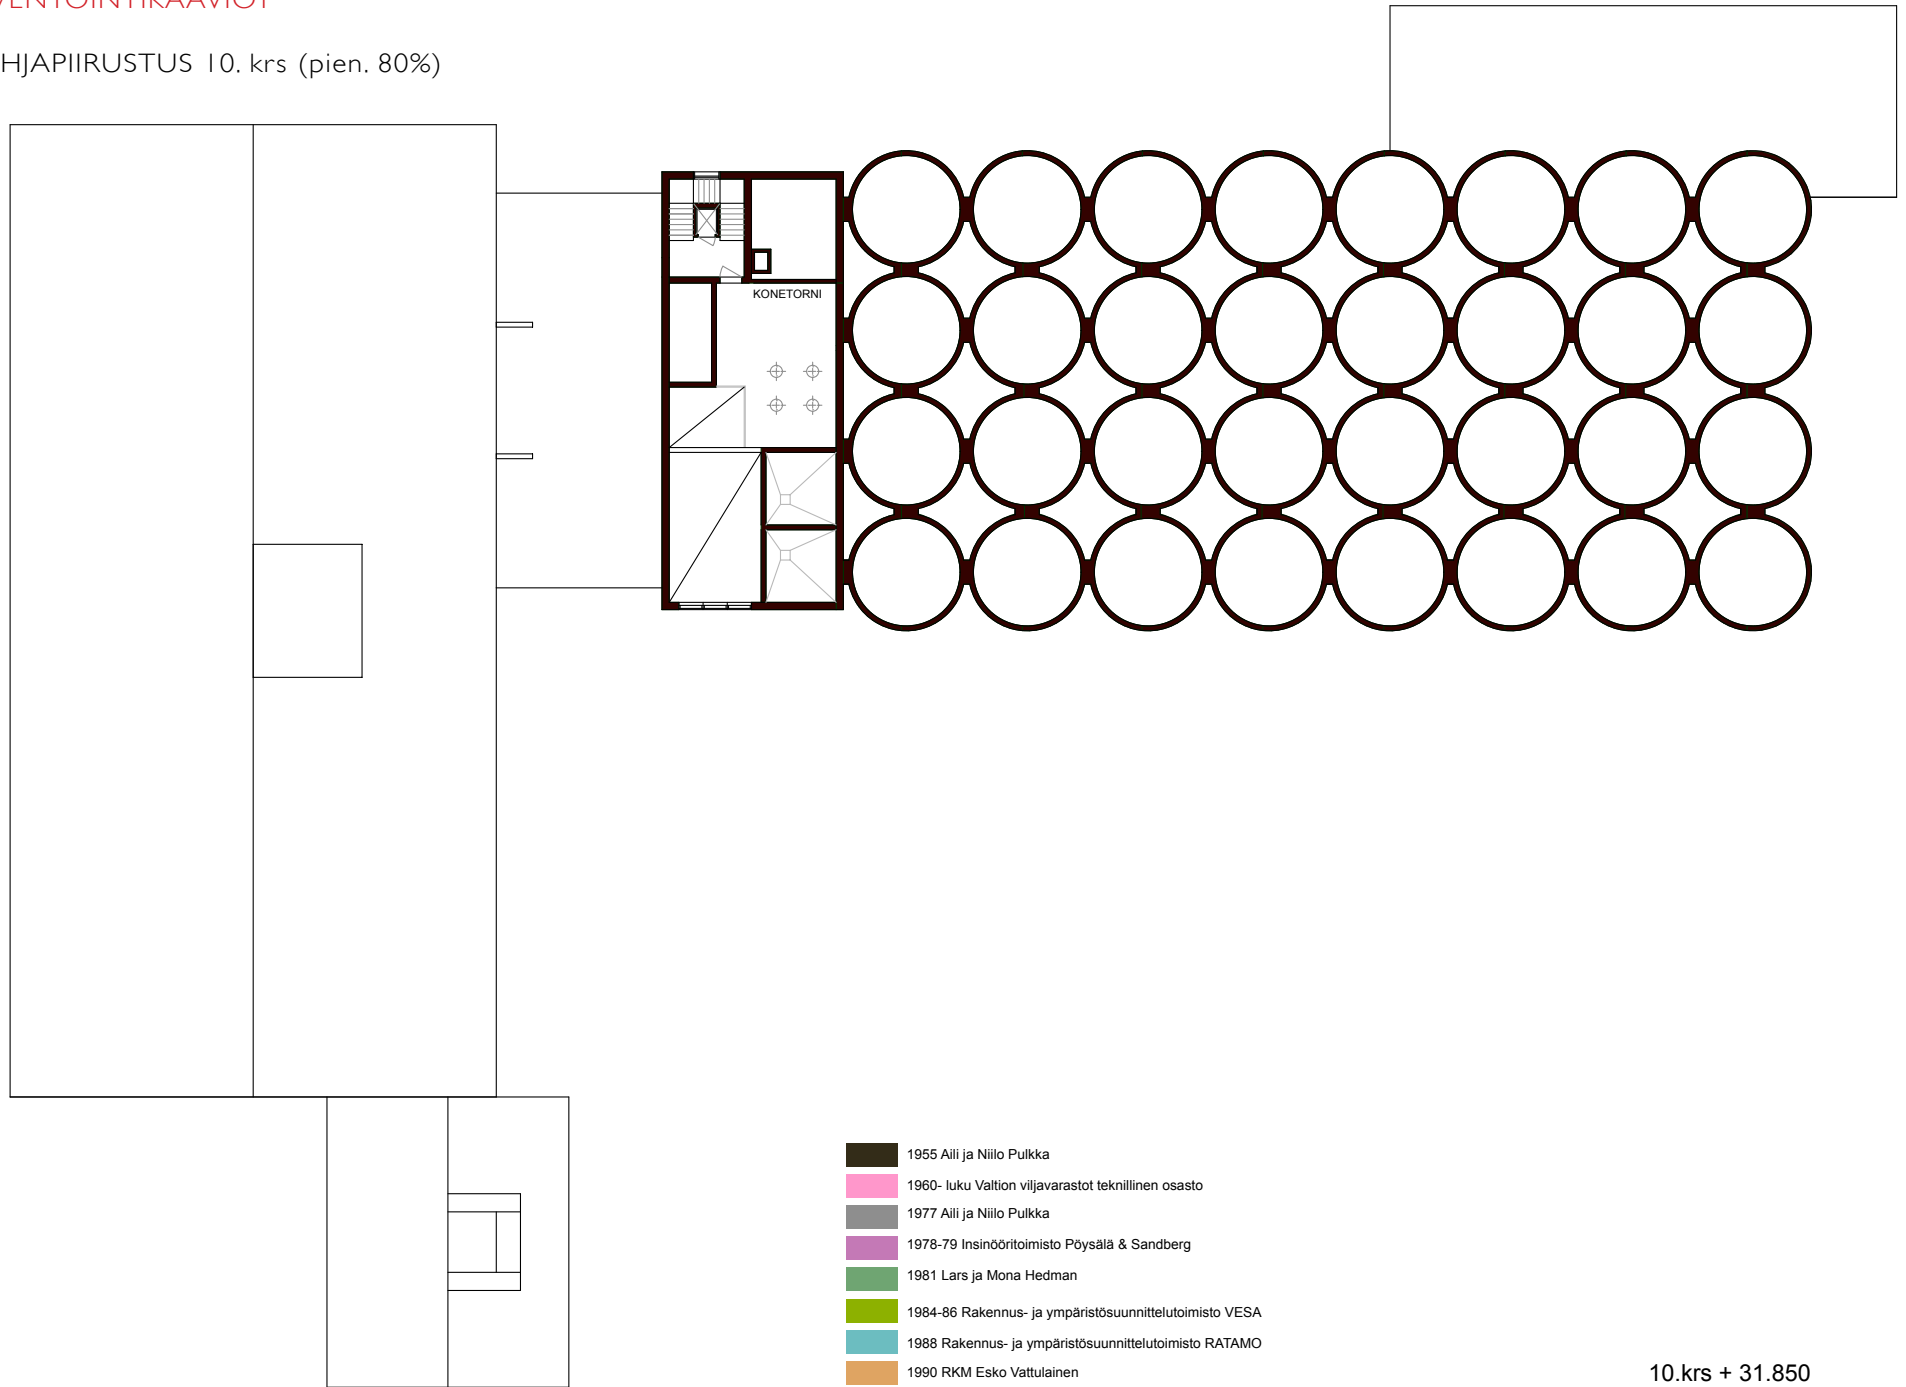 VENTOINTIKAAVIOT
HJAPIIRUSTUS 10. krs (pien. 80%)
KONETORNI
1955 Aili ja Niilo Pulkka
1960- luku Valtion viljavarastot teknillinen osasto
1977 Aili ja Niilo Pulkka
1978-79 Insinööritoimisto Pöysälä & Sandberg
1981 Lars ja Mona Hedman
1984-86 Rakennus- ja ympäristösuunnittelutoimisto VESA
1988 Rakennus- ja ympäristösuunnittelutoimisto RATAMO
1990 RKM Esko Vattulainen
10.krs + 31.850